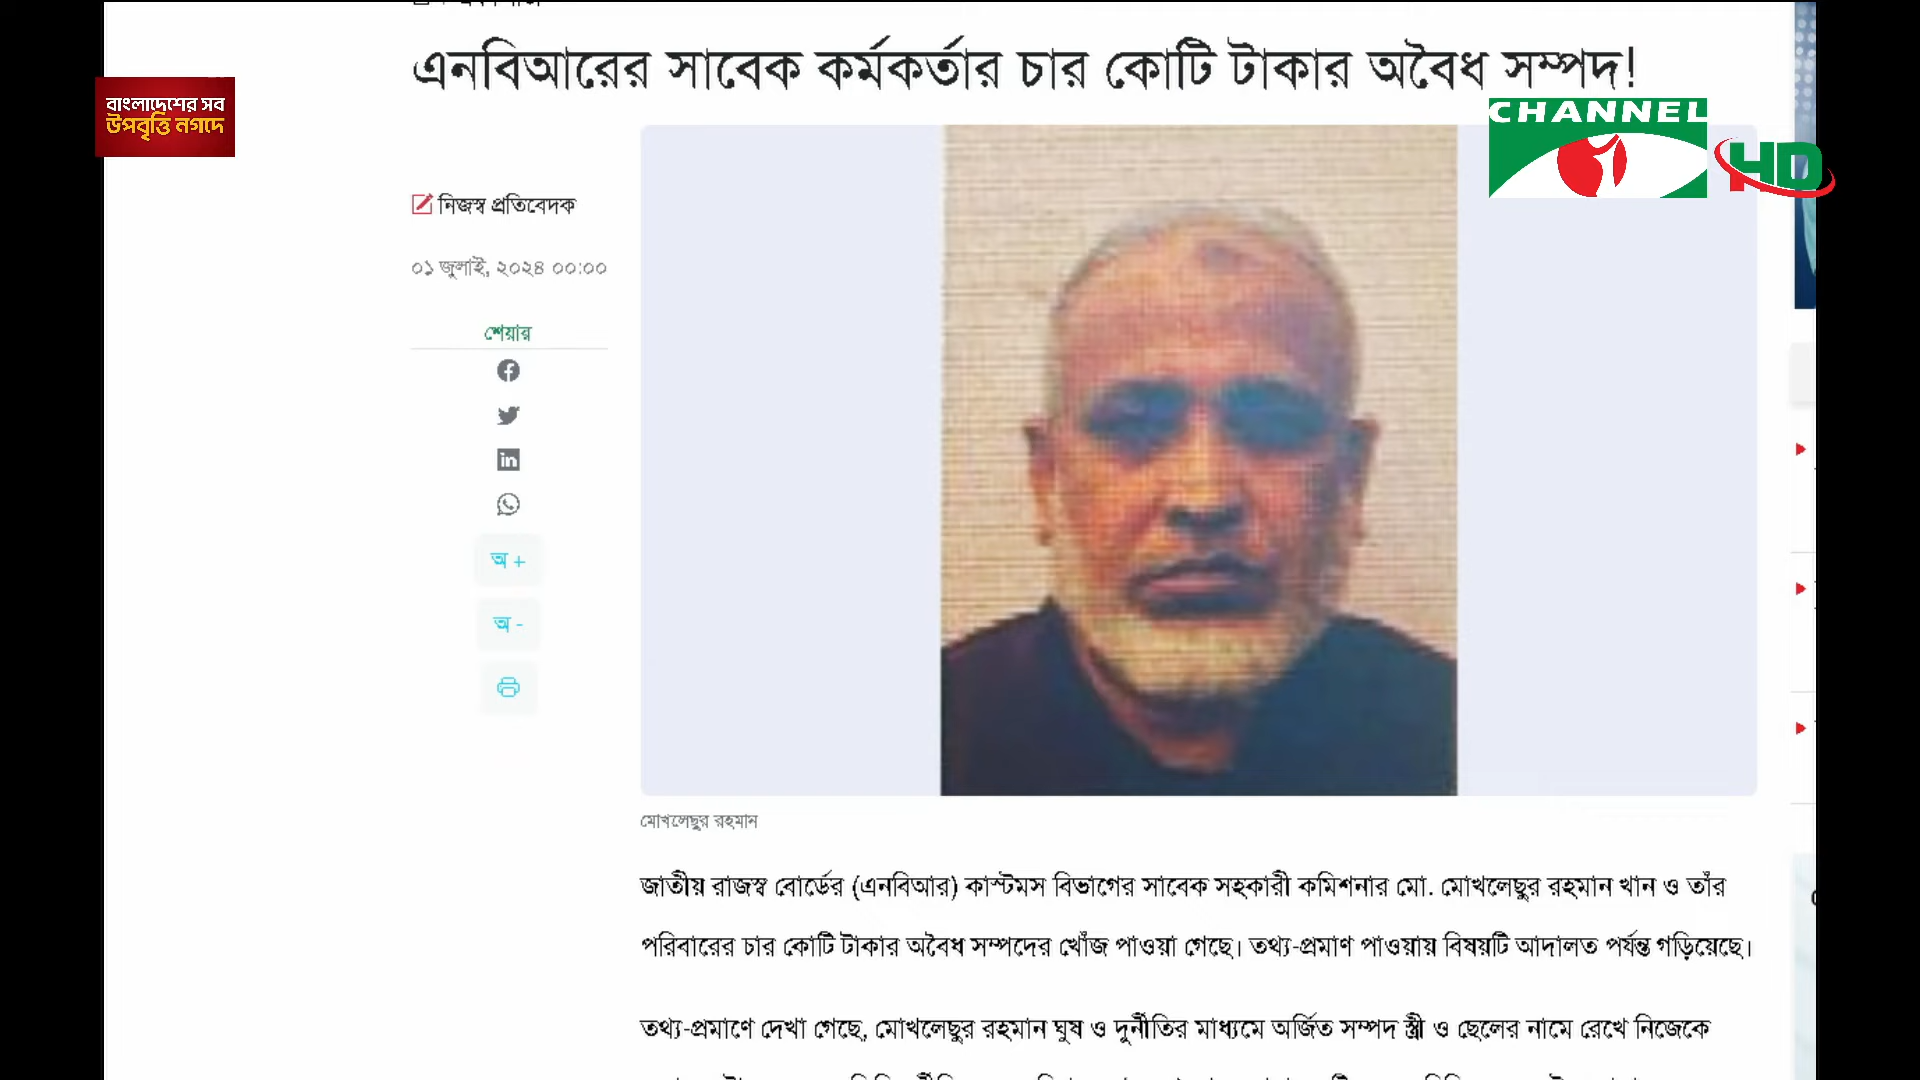 এনবিআরের সাবেক কর্মকর্তার চার কোটি টাকার অবৈধ সম্পদ!
বাংলাদেশের সব
উপবৃত্তি নগদে
CHANNEL
HD
নিজস্ব প্রতিবেদক
০১ জুলাই, ২০২৪ ০০:০০
শেয়ার
অ +
অ -
মোখলেছুর রহমান
জাতীয় রাজস্ব বোর্ডের (এনবিআর) কাস্টমস বিভাগের সাবেক সহকারী কমিশনার মো. মোখলেছুর রহমান খান ও তাঁর
পরিবারের চার কোটি টাকার অবৈধ সম্পদের খোঁজ পাওয়া গেছে। তথ্য-প্রমাণ পাওয়ায় বিষয়টি আদালত পর্যন্ত গড়িয়েছে।
তথ্য-প্রমাণে দেখা গেছে, মোখলেছুর রহমান ঘুষ ও দুর্নীতির মাধ্যমে অর্জিত সম্পদ স্ত্রী ও ছেলের নামে রেখে নিজেকে